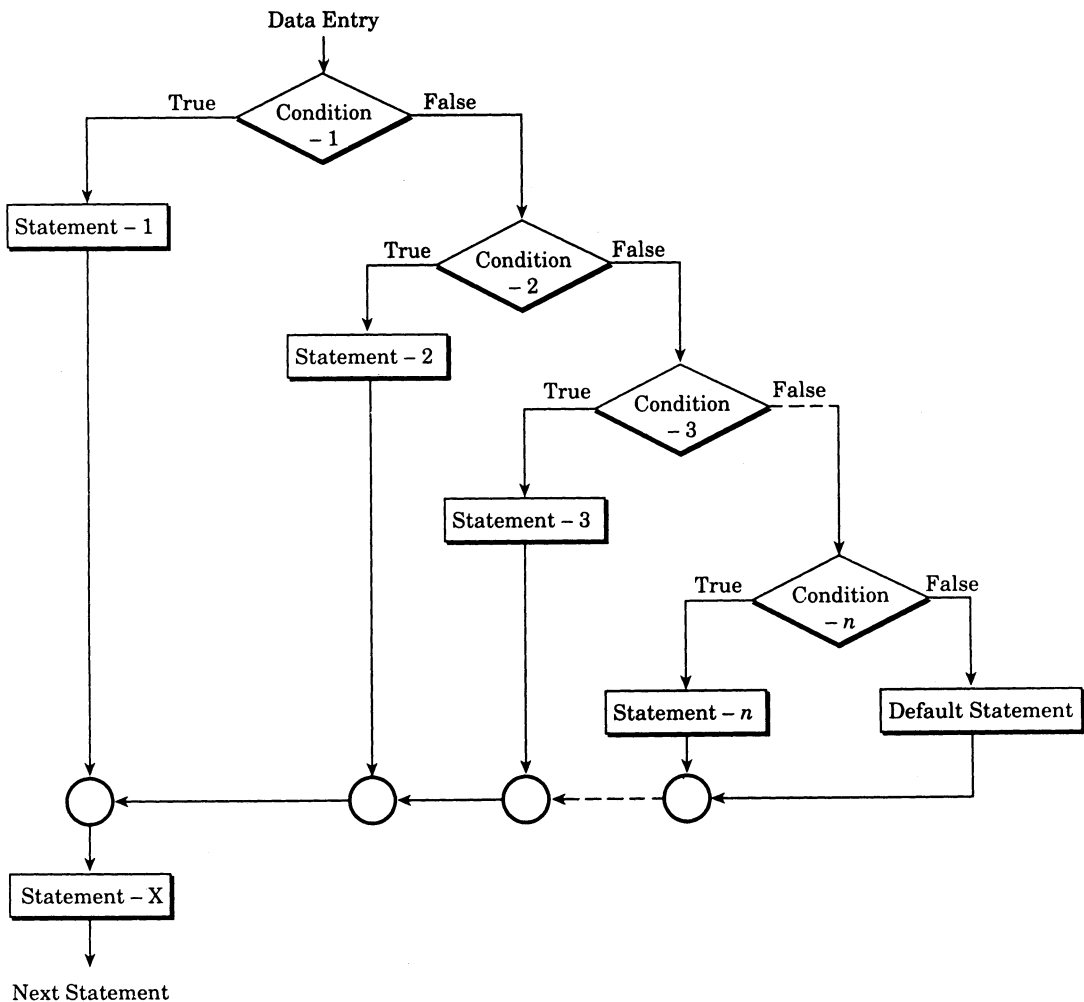 Data Entry
True
Condition
– 1
False
Statement – 1
True
Condition
– 2
False
Statement – 2
True
Condition
– 3
False
Statement – 3
True
Condition
– n
False
Statement – n
Default Statement
Statement – X
Next Statement